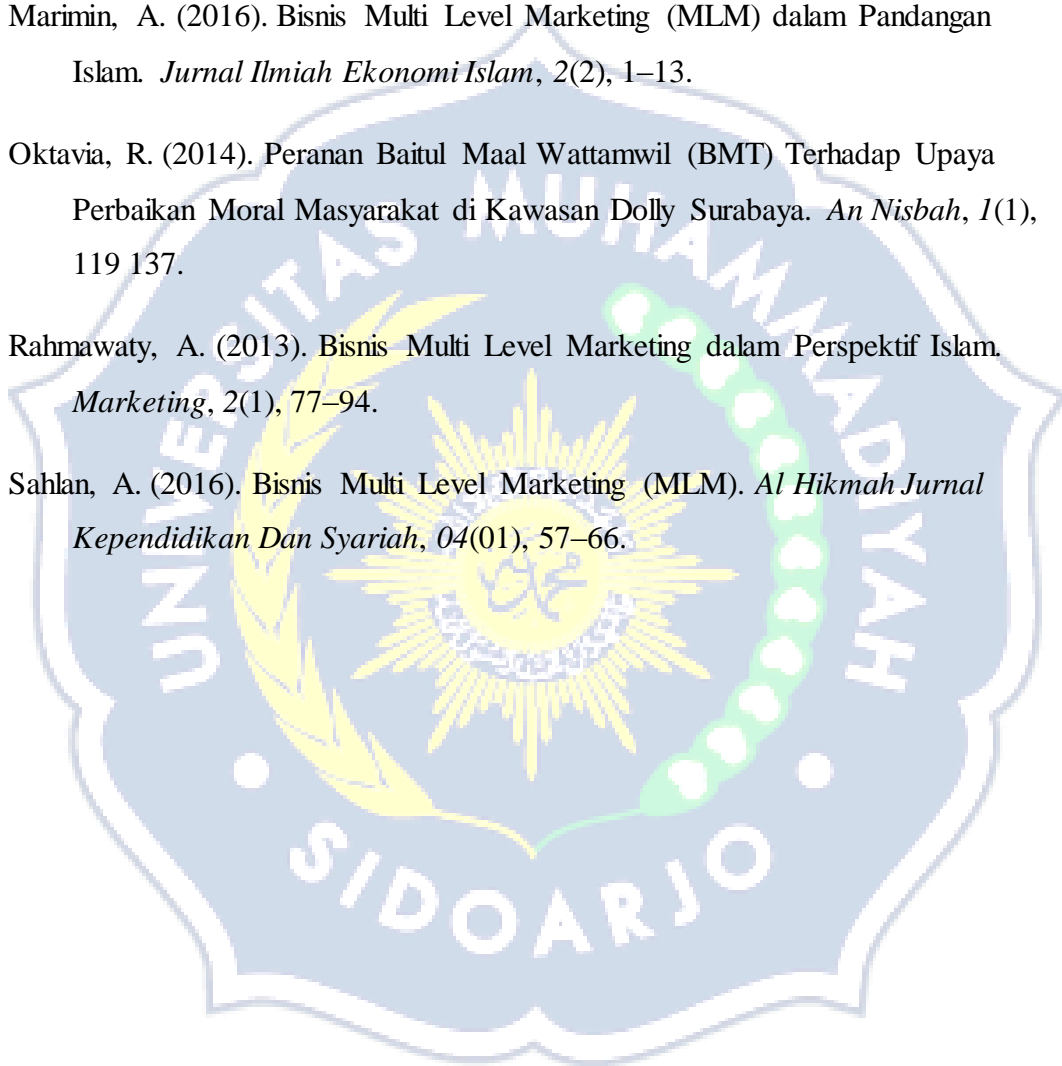 Marimin, A. (2016). Bisnis Multi Level Marketing (MLM) dalam Pandangan
Islam. Jurnal Ilmiah Ekonomi Islam, 2(2), 1–13.
Oktavia, R. (2014). Peranan Baitul Maal Wattamwil (BMT) Terhadap Upaya
Perbaikan Moral Masyarakat di Kawasan Dolly Surabaya. An Nisbah, 1(1),
119 137.
Rahmawaty, A. (2013). Bisnis Multi Level Marketing dalam Perspektif Islam.
Marketing, 2(1), 77–94.
Sahlan, A. (2016). Bisnis Multi Level Marketing (MLM). Al Hikmah Jurnal
Kependidikan Dan Syariah, 04(01), 57–66.
UNIVERSITAS MUHAMMADIYAH
SIDOARJO